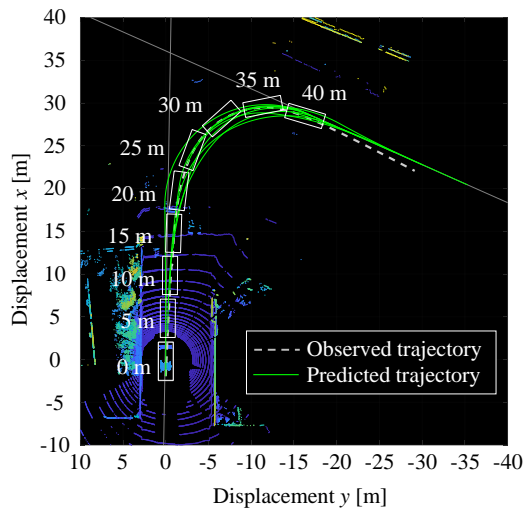 40
35
30
25
20
15
10
5
0
-5
-10
10
5
0
-5
-10
-15
-20
-25
-30
-35
-40
Displacement x [m]
Displacement y [m]
35 m
40 m
30 m
25 m
20 m
15 m
10 m
5 m
0 m
Observed trajectory
Predicted trajectory